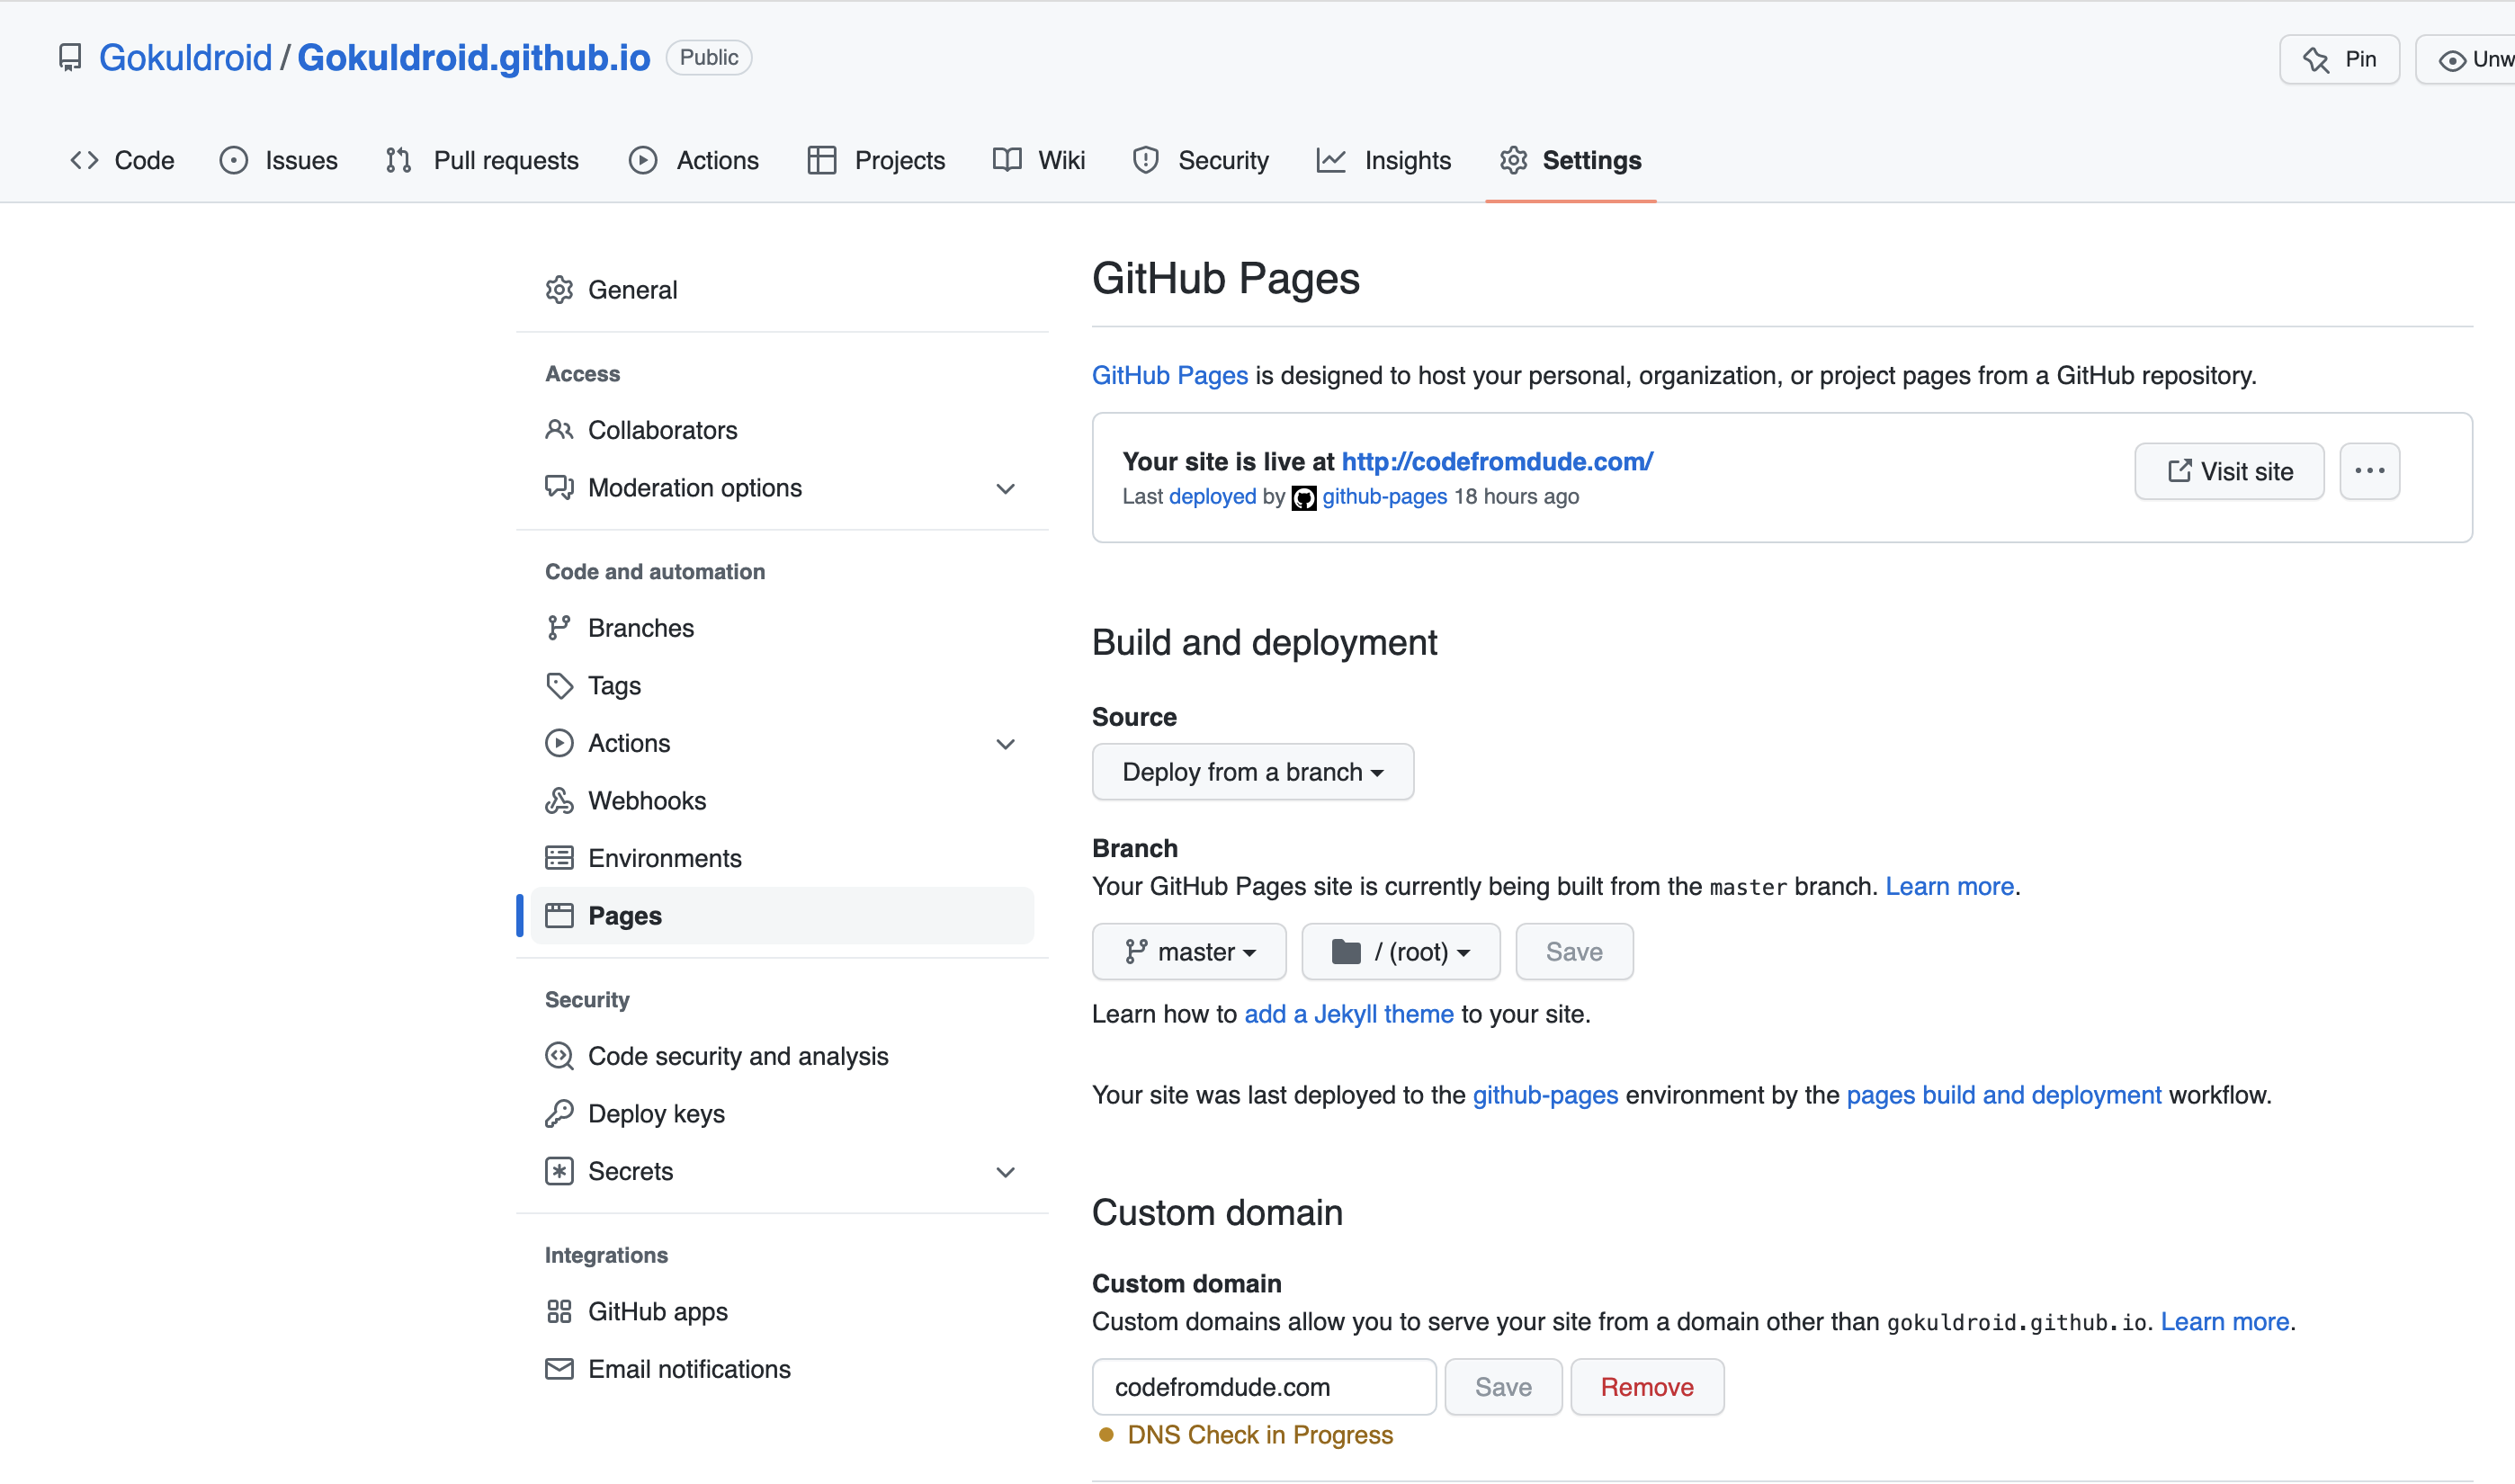 Gokuldroid / Gokuldroid.github.io Public
Pin
Code Issues Pull requests Actions Projects Wiki Security Insights Settings
General
Access
Collaborators
Moderation options
Code and automation
Branches
Tags
Actions
Webhooks
Environments
Pages
Security
Code security and analysis
Deploy keys
Secrets
Integrations
GitHub apps
Email notifications
GitHub Pages
GitHub Pages is designed to host your personal, organization, or project pages from a GitHub repository.
Your site is live at http://codefromdude.com/
Last deployed by github-pages 18 hours ago
Visit site
Build and deployment
Source
Deploy from a branch
Branch
Your GitHub Pages site is currently being built from the master branch. Learn more.
master / (root) Save
Learn how to add a Jekyll theme to your site.
Your site was last deployed to the github-pages environment by the pages build and deployment workflow.
Custom domain
Custom domain
Custom domains allow you to serve your site from a domain other than gokuldroid.github.io. Learn more.
codefromdude.com Save Remove
DNS Check in Progress